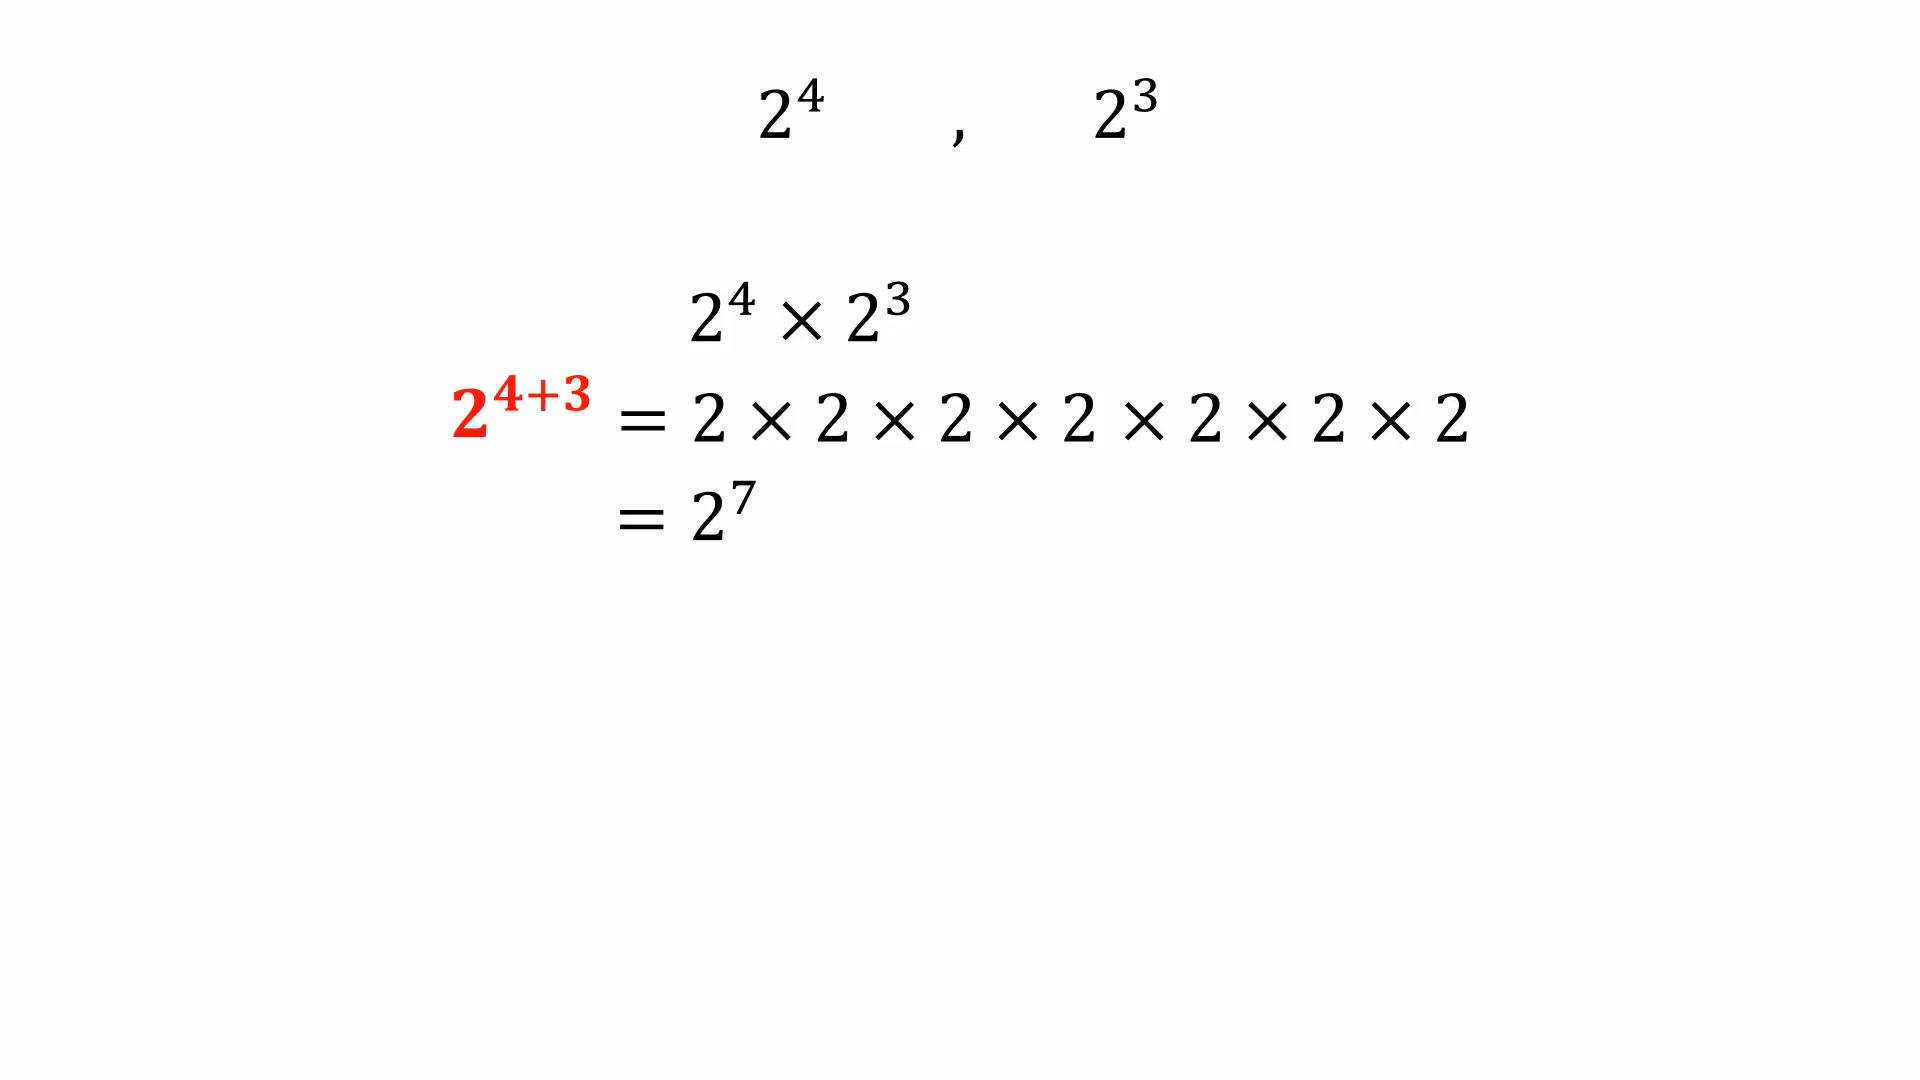 2⁴ , 2³
2⁴ × 2³
2⁴⁺³ = 2 × 2 × 2 × 2 × 2 × 2 × 2
= 2⁷